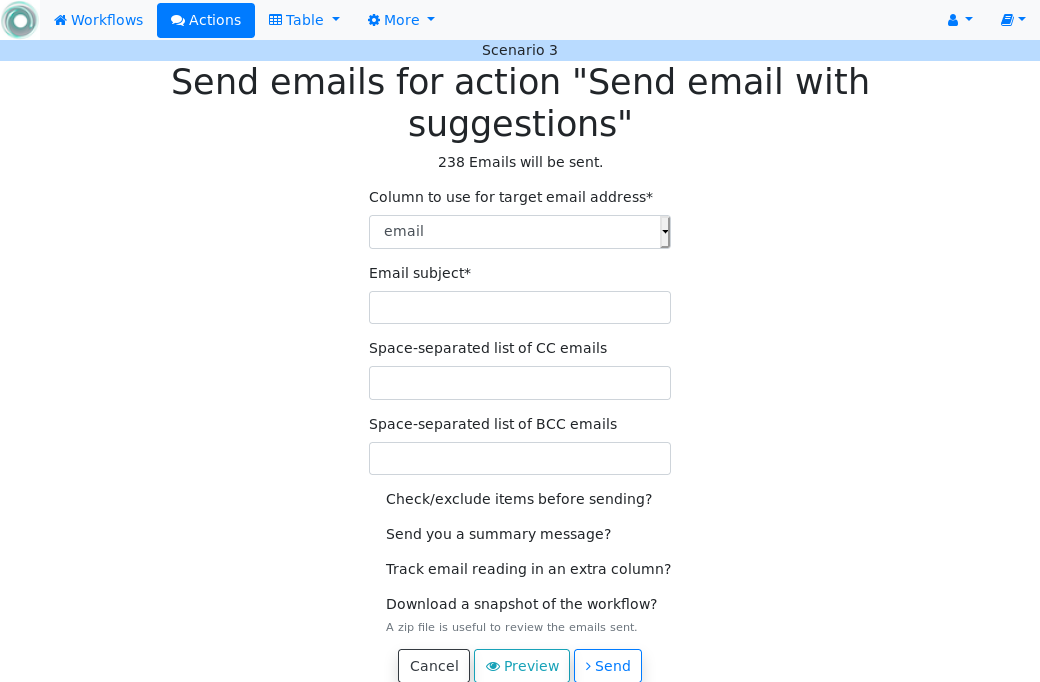 Workflows Actions Table More
Scenario 3
Send emails for action "Send email with
suggestions"
238 Emails will be sent.
Column to use for target email address*
email
Email subject*
Space-separated list of CC emails
Space-separated list of BCC emails
Check/exclude items before sending?
Send you a summary message?
Track email reading in an extra column?
Download a snapshot of the workflow?
A zip file is useful to review the emails sent.
Cancel Preview Send